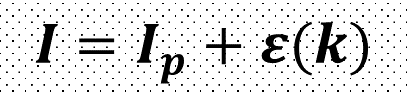 I = I_p + ε(k)